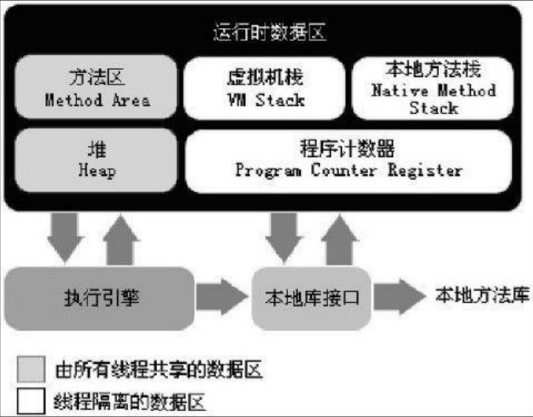 运行时数据区
方法区
Method Area
虚拟机栈
VM Stack
本地方法栈
Native Method
Stack
堆
Heap
程序计数器
Program Counter Register
执行引擎
本地库接口
本地方法库
由所有线程共享的数据区
线程隔离的数据区